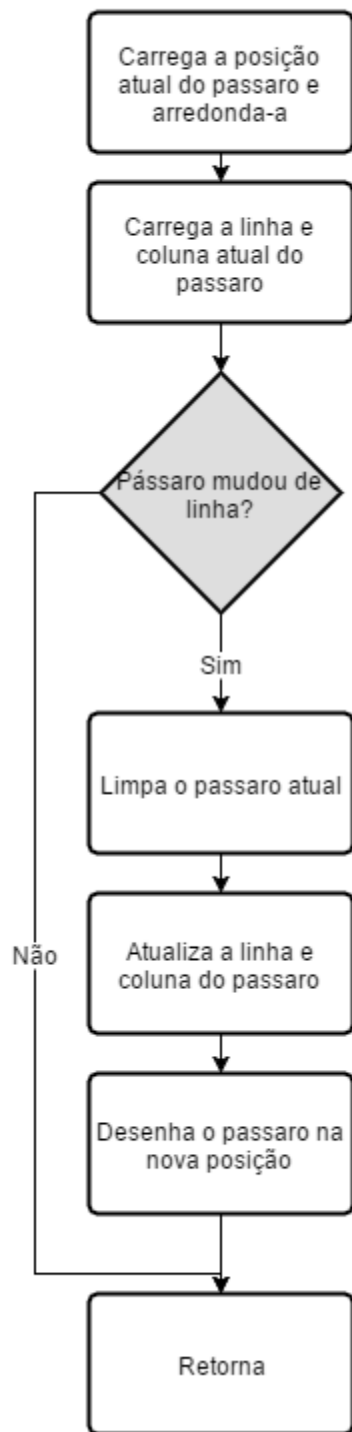 Carrega a posição
atual do passaro e
arredonda-a
Carrega a linha e
coluna atual do
passaro
Pássaro mudou de
linha?
Sim
Limpa o passaro atual
Não
Atualiza a linha e
coluna do passaro
Desenha o passaro na
nova posição
Retorna